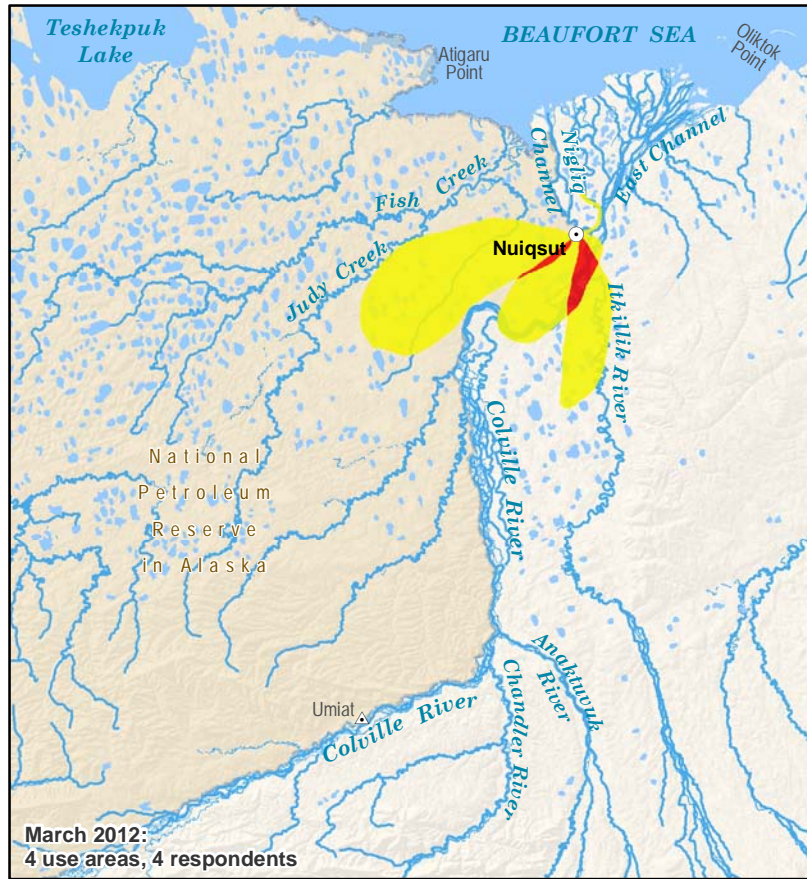 Teshekpuk
Lake
BEAUFORT SEA
Oliktok
Point
Atigaru
Point
Nigliq
Channel
East Channel
Fish Creek
Judy Creek
Nuiqsut
Itkillik River
Colville River
National
Petroleum
Reserve
in Alaska
Anaktuvuk
River
Chandler River
Umiat
Colville River
March 2012:
4 use areas, 4 respondents